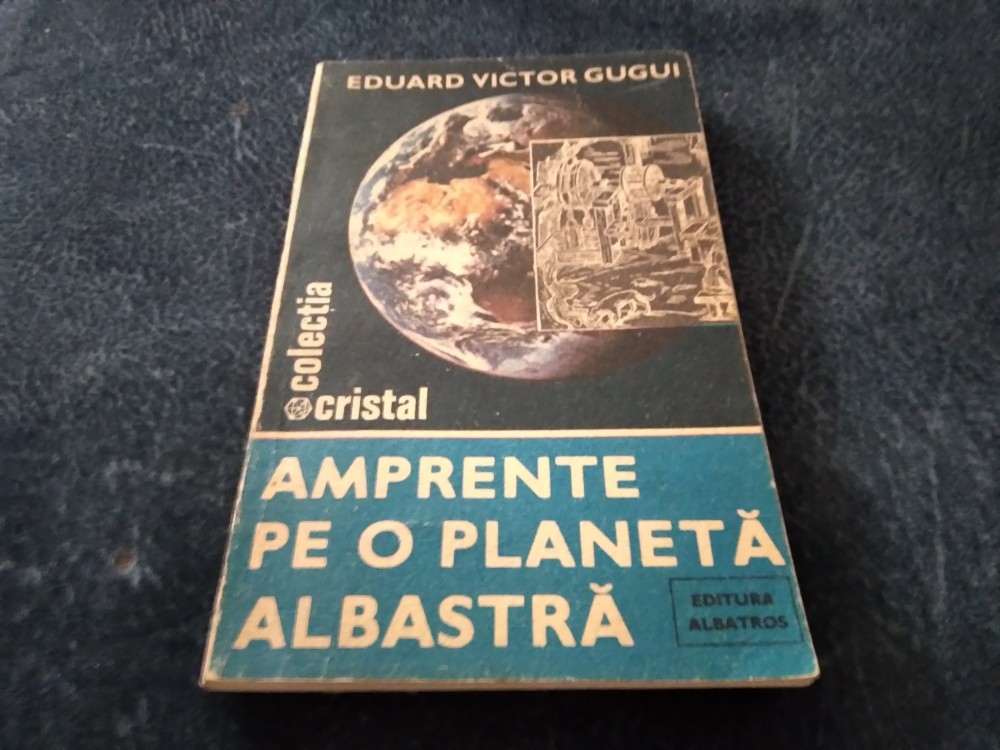 EDUARD VICTOR GUGUI
colecția
cristal
AMPRENTE
PE O PLANETĂ
ALBASTRĂ
EDITURA
ALBATROS